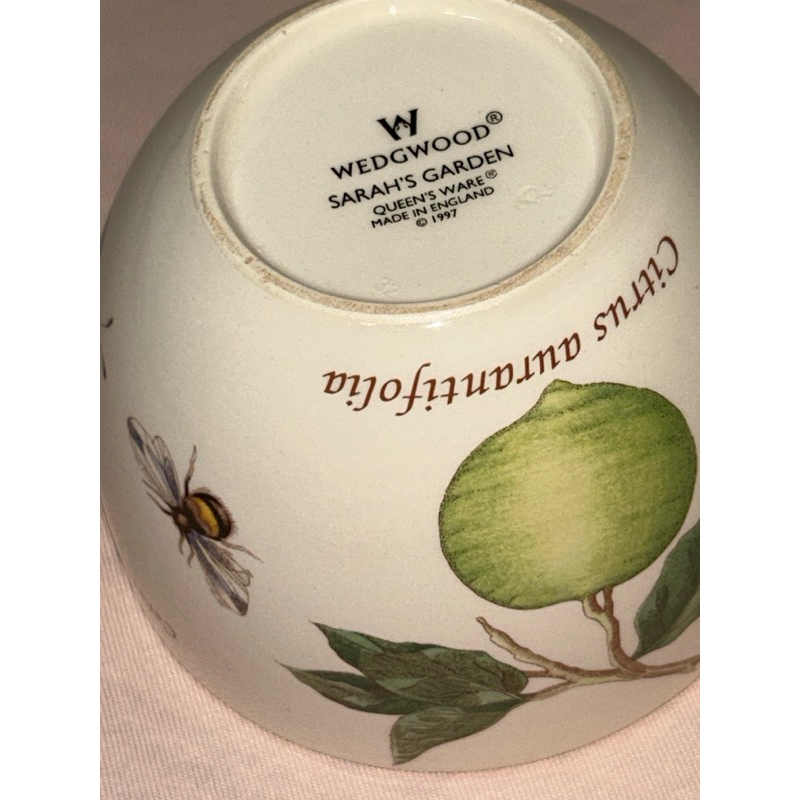 WEDGWOOD®
SARAH'S GARDEN
QUEEN'S WARE®
MADE IN ENGLAND
© 1997
Citrus aurantifolia